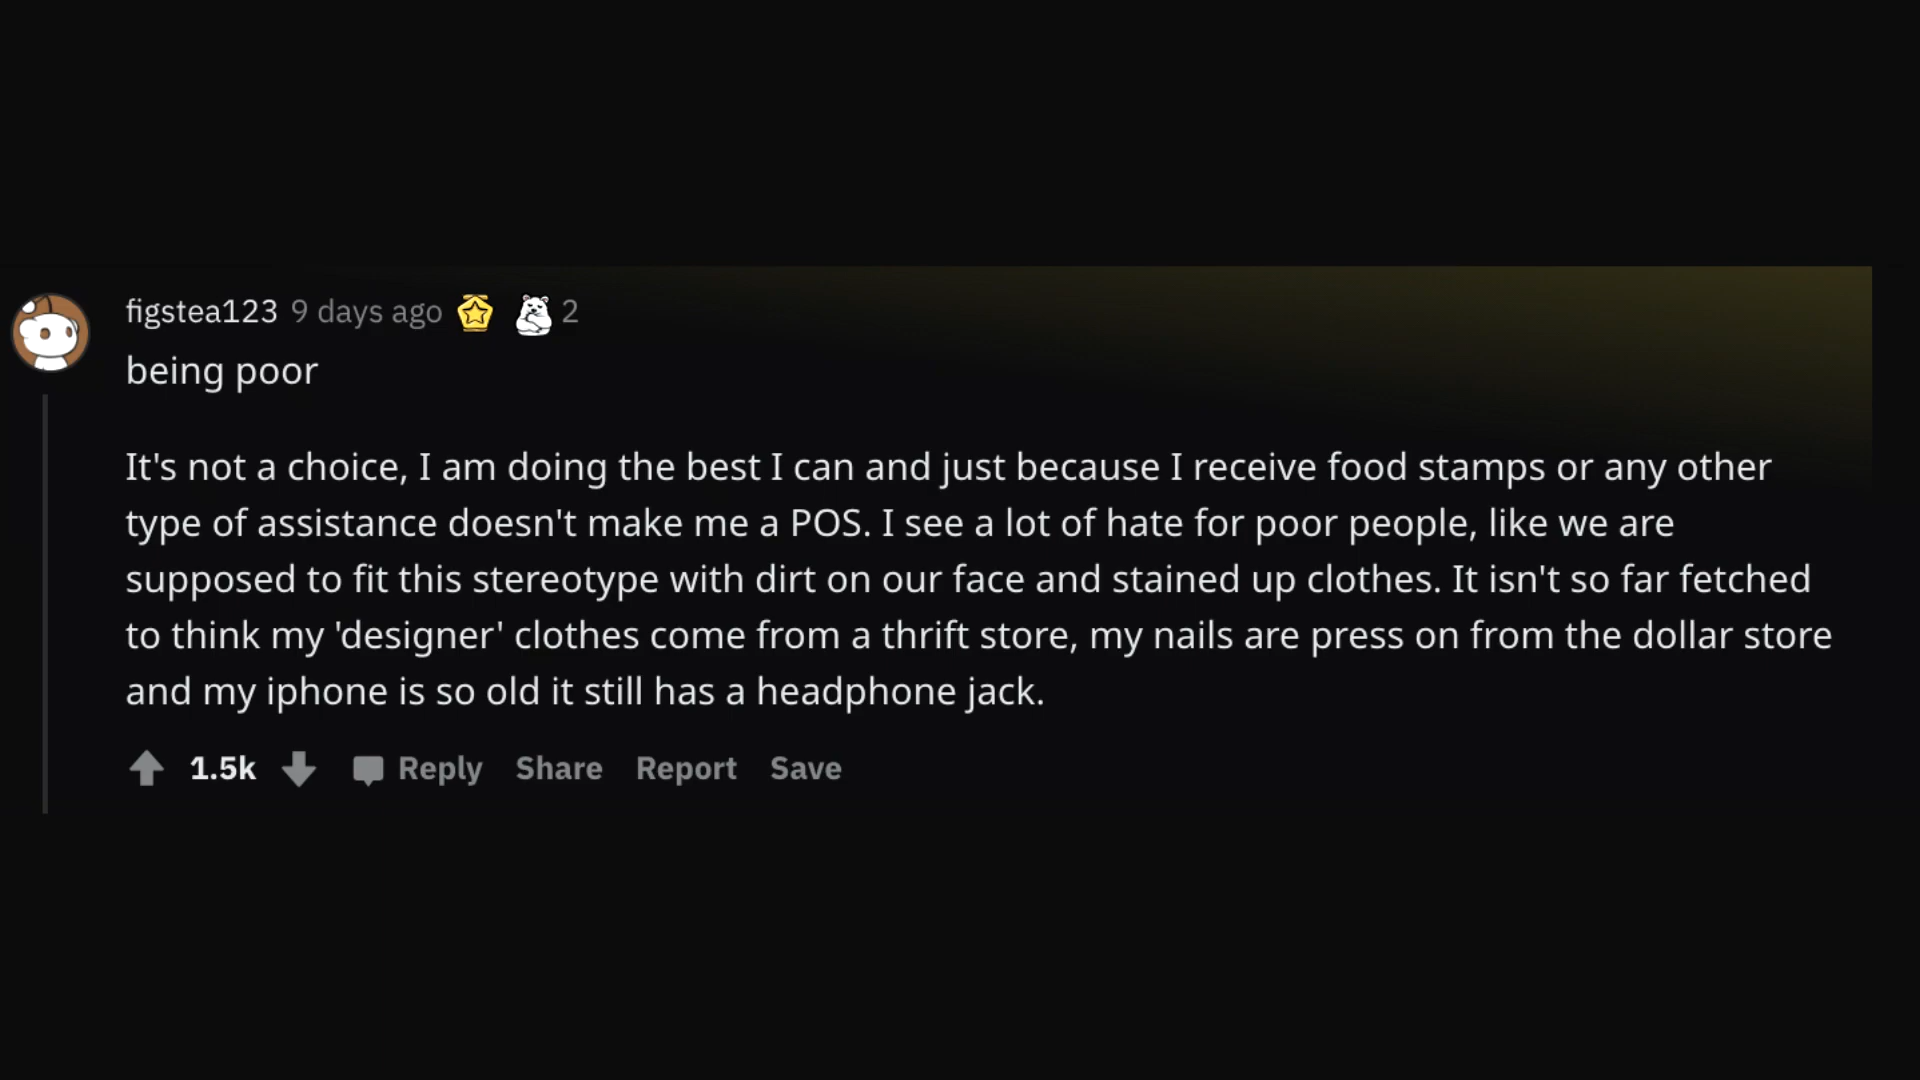 figstea123 9 days ago 2
being poor
It's not a choice, I am doing the best I can and just because I receive food stamps or any other
type of assistance doesn't make me a POS. I see a lot of hate for poor people, like we are
supposed to fit this stereotype with dirt on our face and stained up clothes. It isn't so far fetched
to think my 'designer' clothes come from a thrift store, my nails are press on from the dollar store
and my iphone is so old it still has a headphone jack.
1.5k Reply Share Report Save